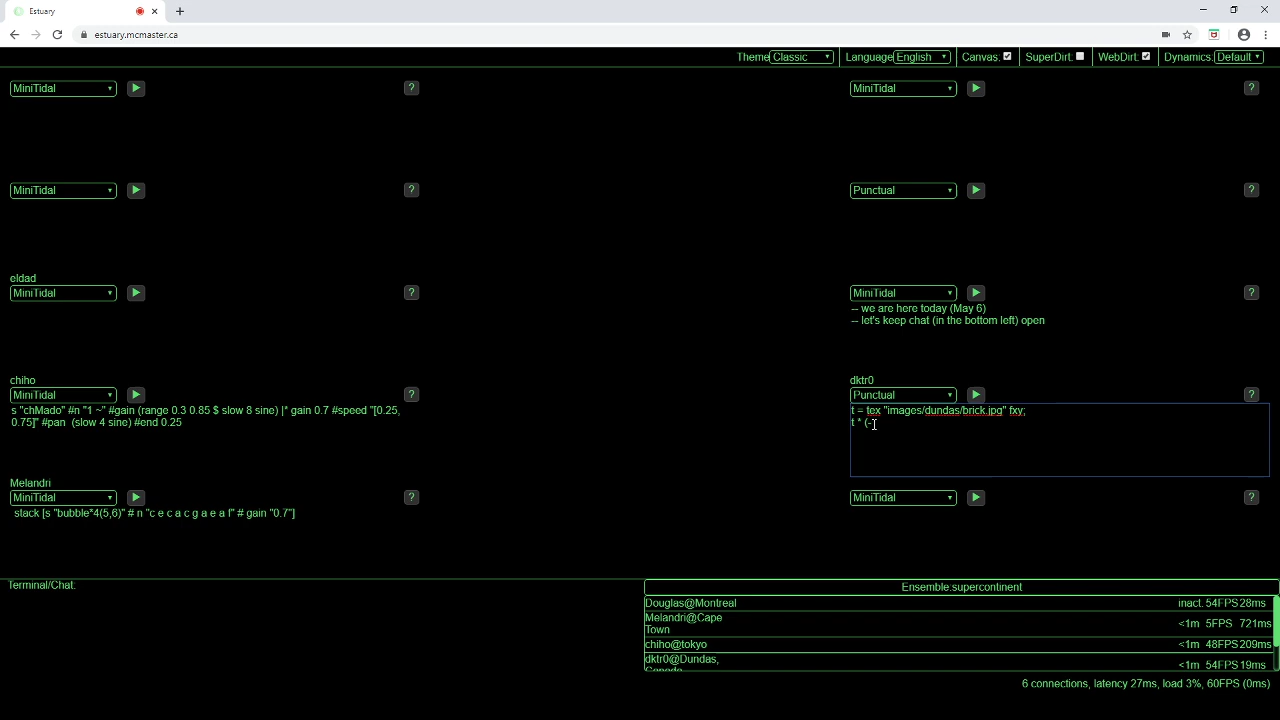 Estuary
estuary.mcmaster.ca
Theme Classic Language English Canvas: SuperDirt: WebDirt: Dynamics: Default
MiniTidal ?
MiniTidal ?
MiniTidal ?
Punctual ?
eldad
MiniTidal ?
MiniTidal ?
-- we are here today (May 6)
-- let's keep chat (in the bottom left) open
chiho
MiniTidal ?
s "chMado" #n "1 ~" #gain (range 0.3 0.85 $ slow 8 sine) |* gain 0.7 #speed "[0.25,
0.75]" #pan (slow 4 sine) #end 0.25
dktr0
Punctual ?
t = tex "images/dundas/brick.jpg" fxy;
t * (-
Melandri
MiniTidal ?
stack [s "bubble*4(5,6)" # n "c e c a c g a e a f" # gain "0.7"]
MiniTidal ?
Terminal/Chat:
Ensemble:supercontinent
Douglas@Montreal inact. 54FPS 28ms
Melandri@Cape
Town <1m 5FPS 721ms
chiho@tokyo <1m 48FPS 209ms
dktr0@Dundas,
Canada <1m 54FPS 19ms
6 connections, latency 27ms, load 3%, 60FPS (0ms)